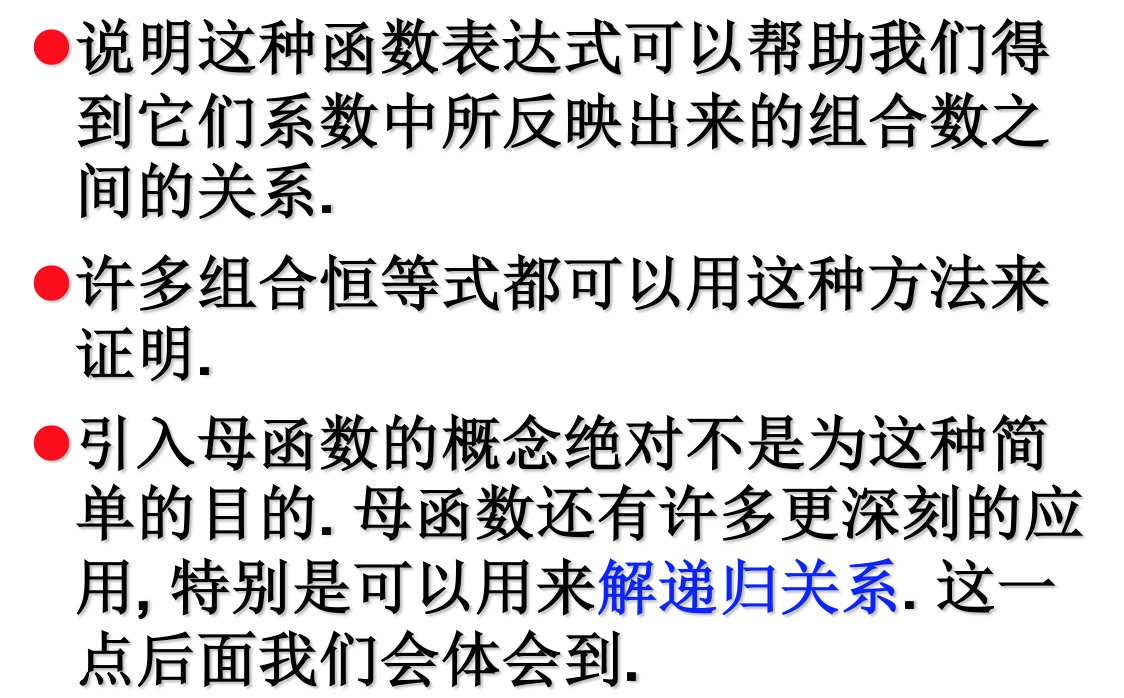 ●说明这种函数表达式可以帮助我们得
到它们系数中所反映出来的组合数之
间的关系.
●许多组合恒等式都可以用这种方法来
证明.
●引入母函数的概念绝对不是为这种简
单的目的. 母函数还有许多更深刻的应
用, 特别是可以用来解递归关系. 这一
点后面我们会体会到.